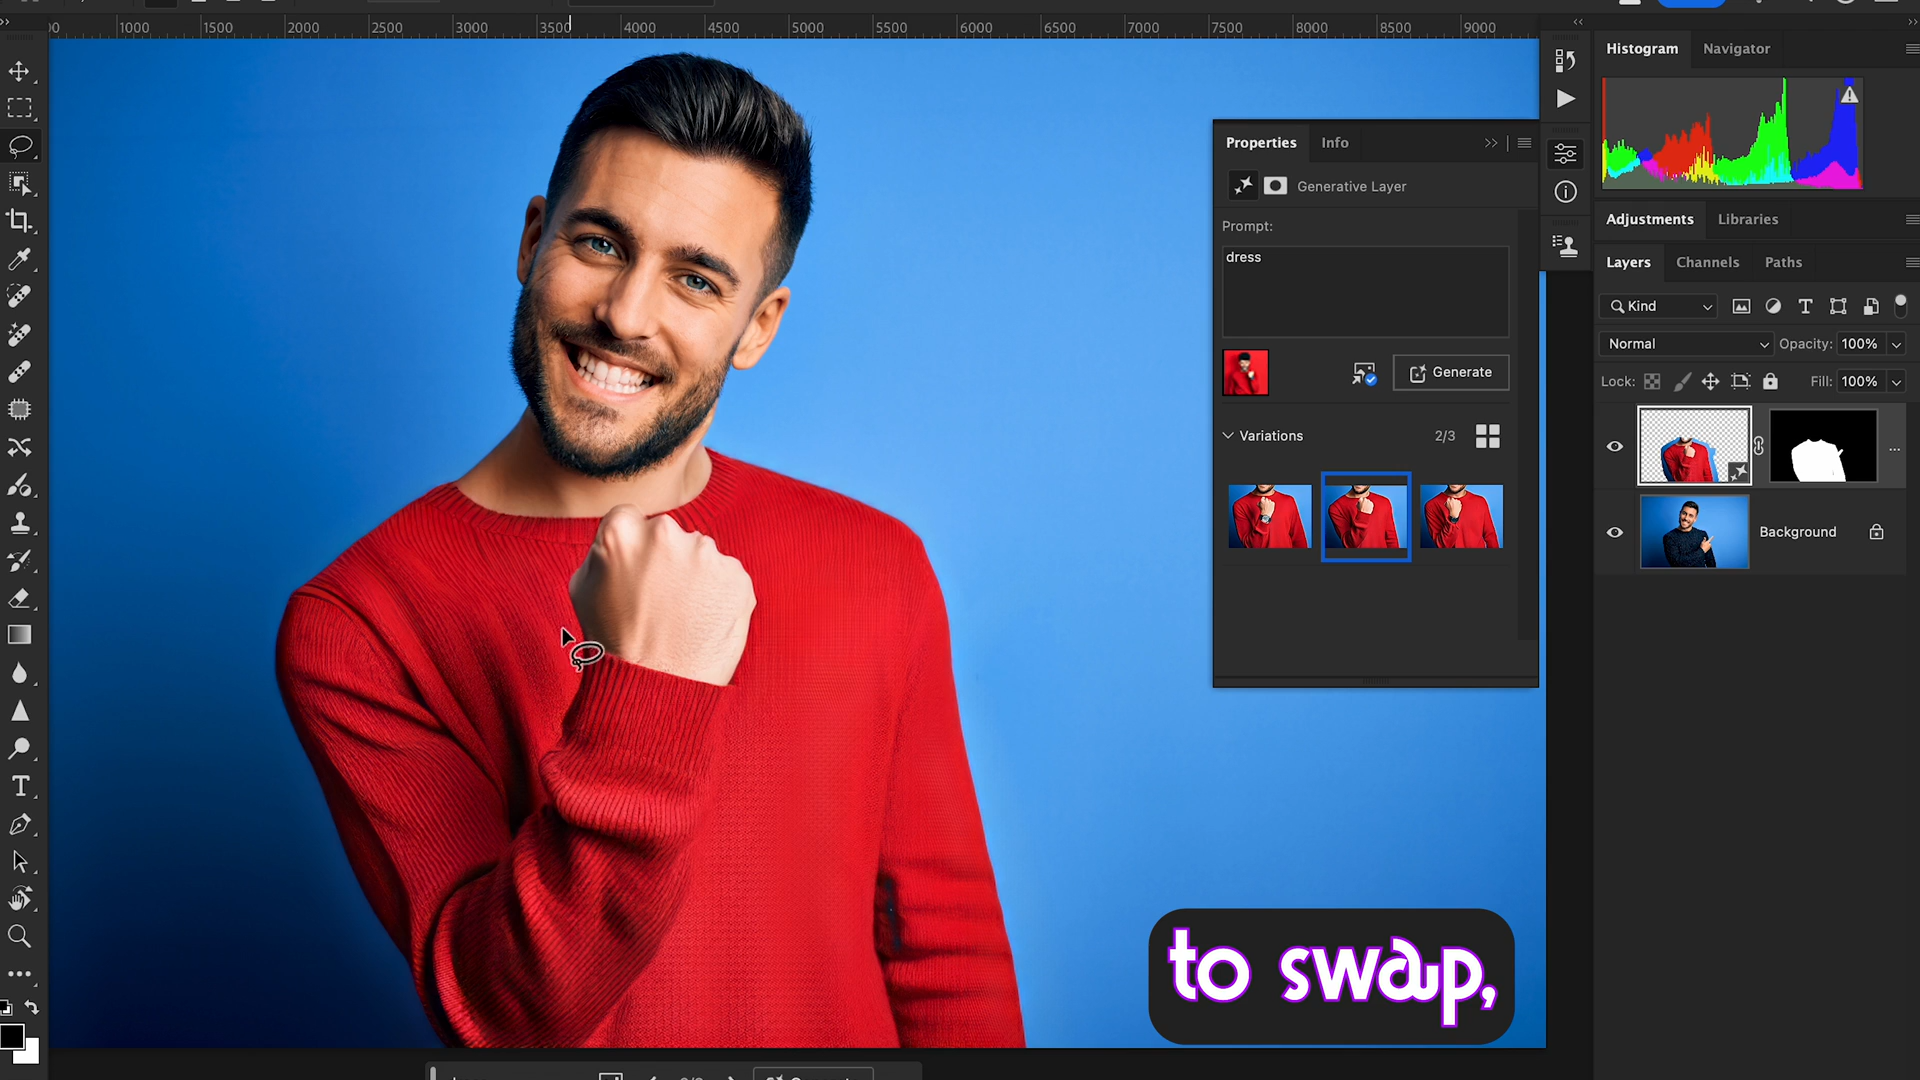 1000 1500 2000 2500 3000 3500 4000 4500 5000 5500 6000 6500 7000 7500 8000 8500 9000
Histogram Navigator
Properties Info
Generative Layer
Prompt:
dress
Generate
Variations 2/3
Adjustments Libraries
Layers Channels Paths
Kind
Normal Opacity: 100%
Lock: Fill: 100%
Background
to swap,